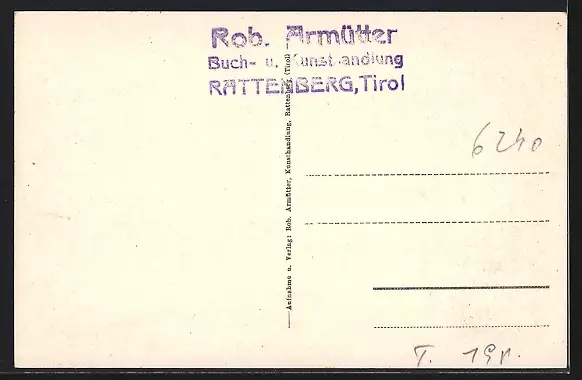 Rob. Armütter
Buch- u. Kunsthandlung
RATTENBERG, Tirol
Aufnahme u. Verlag: Rob. Armütter, Kunsthandlung, Rattenberg (Tirol)
6240
T.